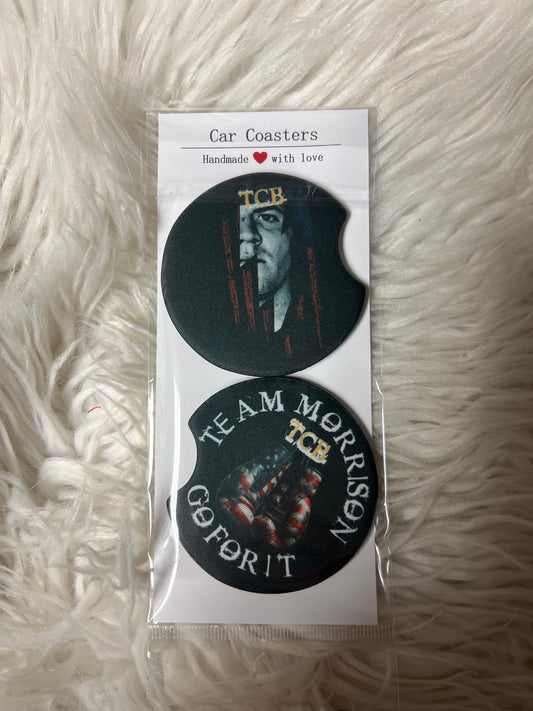 Car Coasters
Handmade ❤ with love
TCB
TEAM MORRISON
TCB
GOFORIT